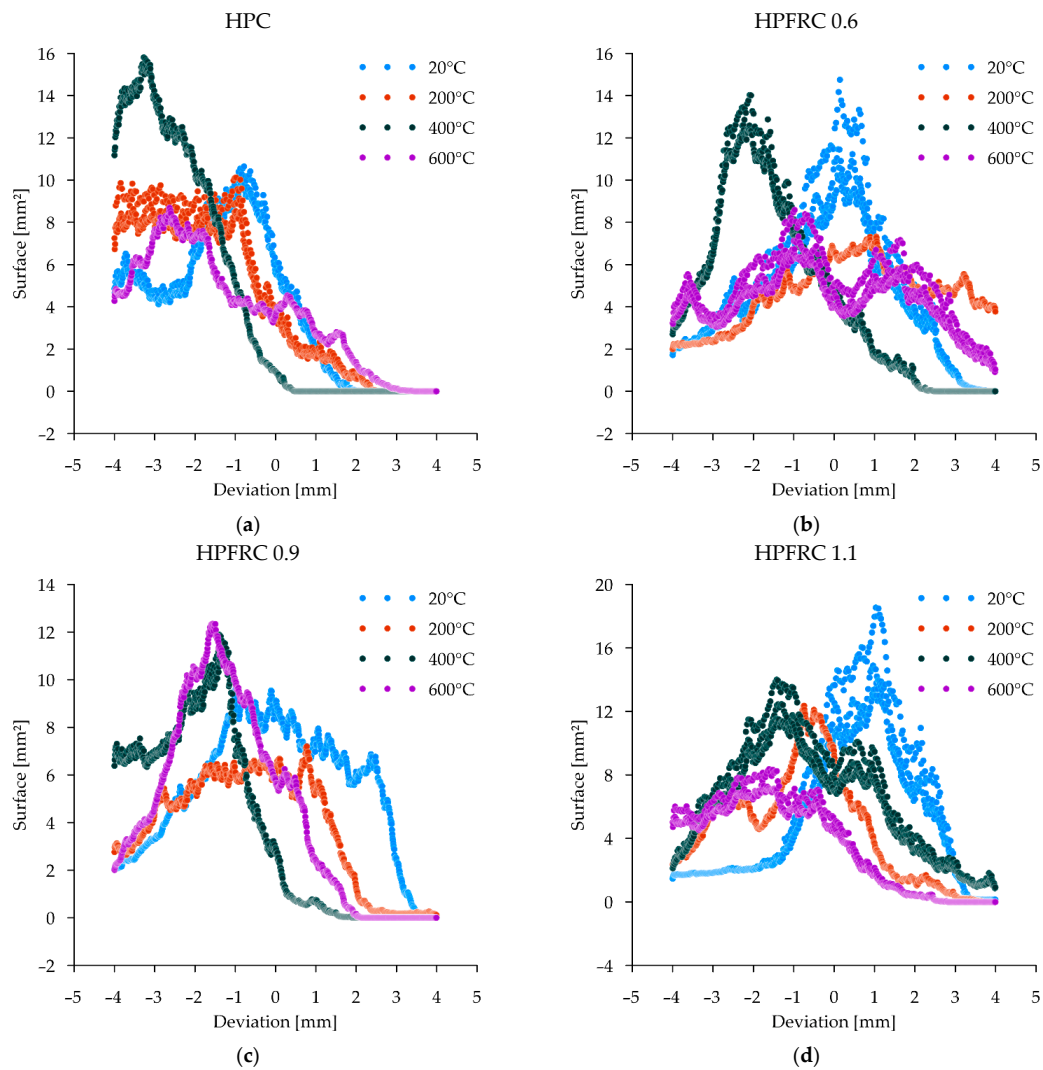 HPC
16
14
12
10
8
6
4
2
0
−2
Surface [mm²]
20°C
200°C
400°C
600°C
−5 −4 −3 −2 −1 0 1 2 3 4 5
Deviation [mm]
(a)
HPFRC 0.6
16
14
12
10
8
6
4
2
0
−2
Surface [mm²]
20°C
200°C
400°C
600°C
−5 −4 −3 −2 −1 0 1 2 3 4 5
Deviation [mm]
(b)
HPFRC 0.9
14
12
10
8
6
4
2
0
−2
Surface [mm²]
20°C
200°C
400°C
600°C
−5 −4 −3 −2 −1 0 1 2 3 4 5
Deviation [mm]
(c)
HPFRC 1.1
20
16
12
8
4
0
−4
Surface [mm²]
20°C
200°C
400°C
600°C
−5 −4 −3 −2 −1 0 1 2 3 4 5
Deviation [mm]
(d)